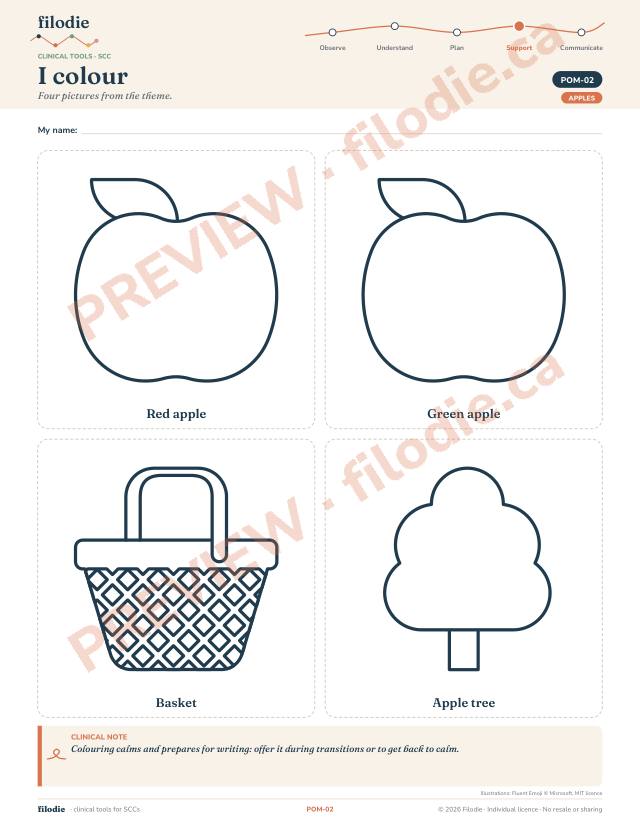 filodie
CLINICAL TOOLS · SCC
I colour
Four pictures from the theme.
Observe Understand Plan Support Communicate
POM-02
APPLES
My name:
Red apple
Green apple
Basket
Apple tree
PREVIEW · filodie.ca
PREVIEW · filodie.ca
CLINICAL NOTE
Colouring calms and prepares for writing: offer it during transitions or to get back to calm.
Illustrations: Fluent Emoji © Microsoft, MIT licence
filodie · clinical tools for SCCs
POM-02
© 2026 Filodie · Individual licence · No resale or sharing